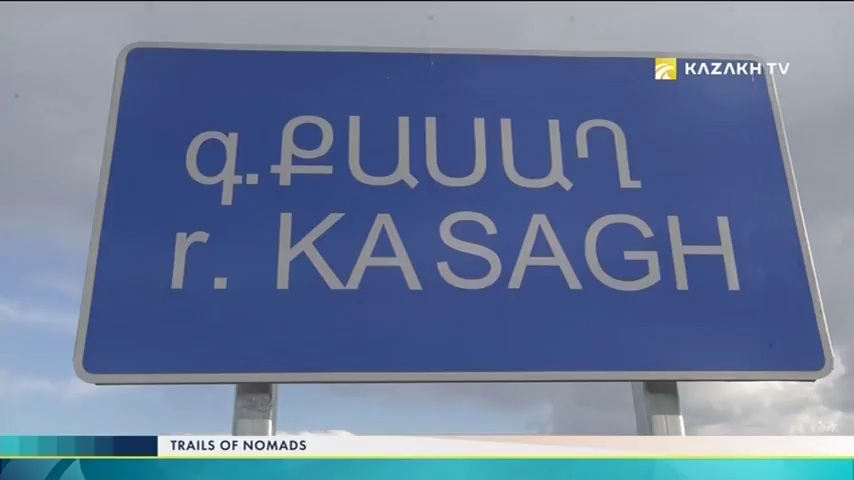 KAZAKH TV
գ.ՔԱՍԱՂ
r. KASAGH
TRAILS OF NOMADS